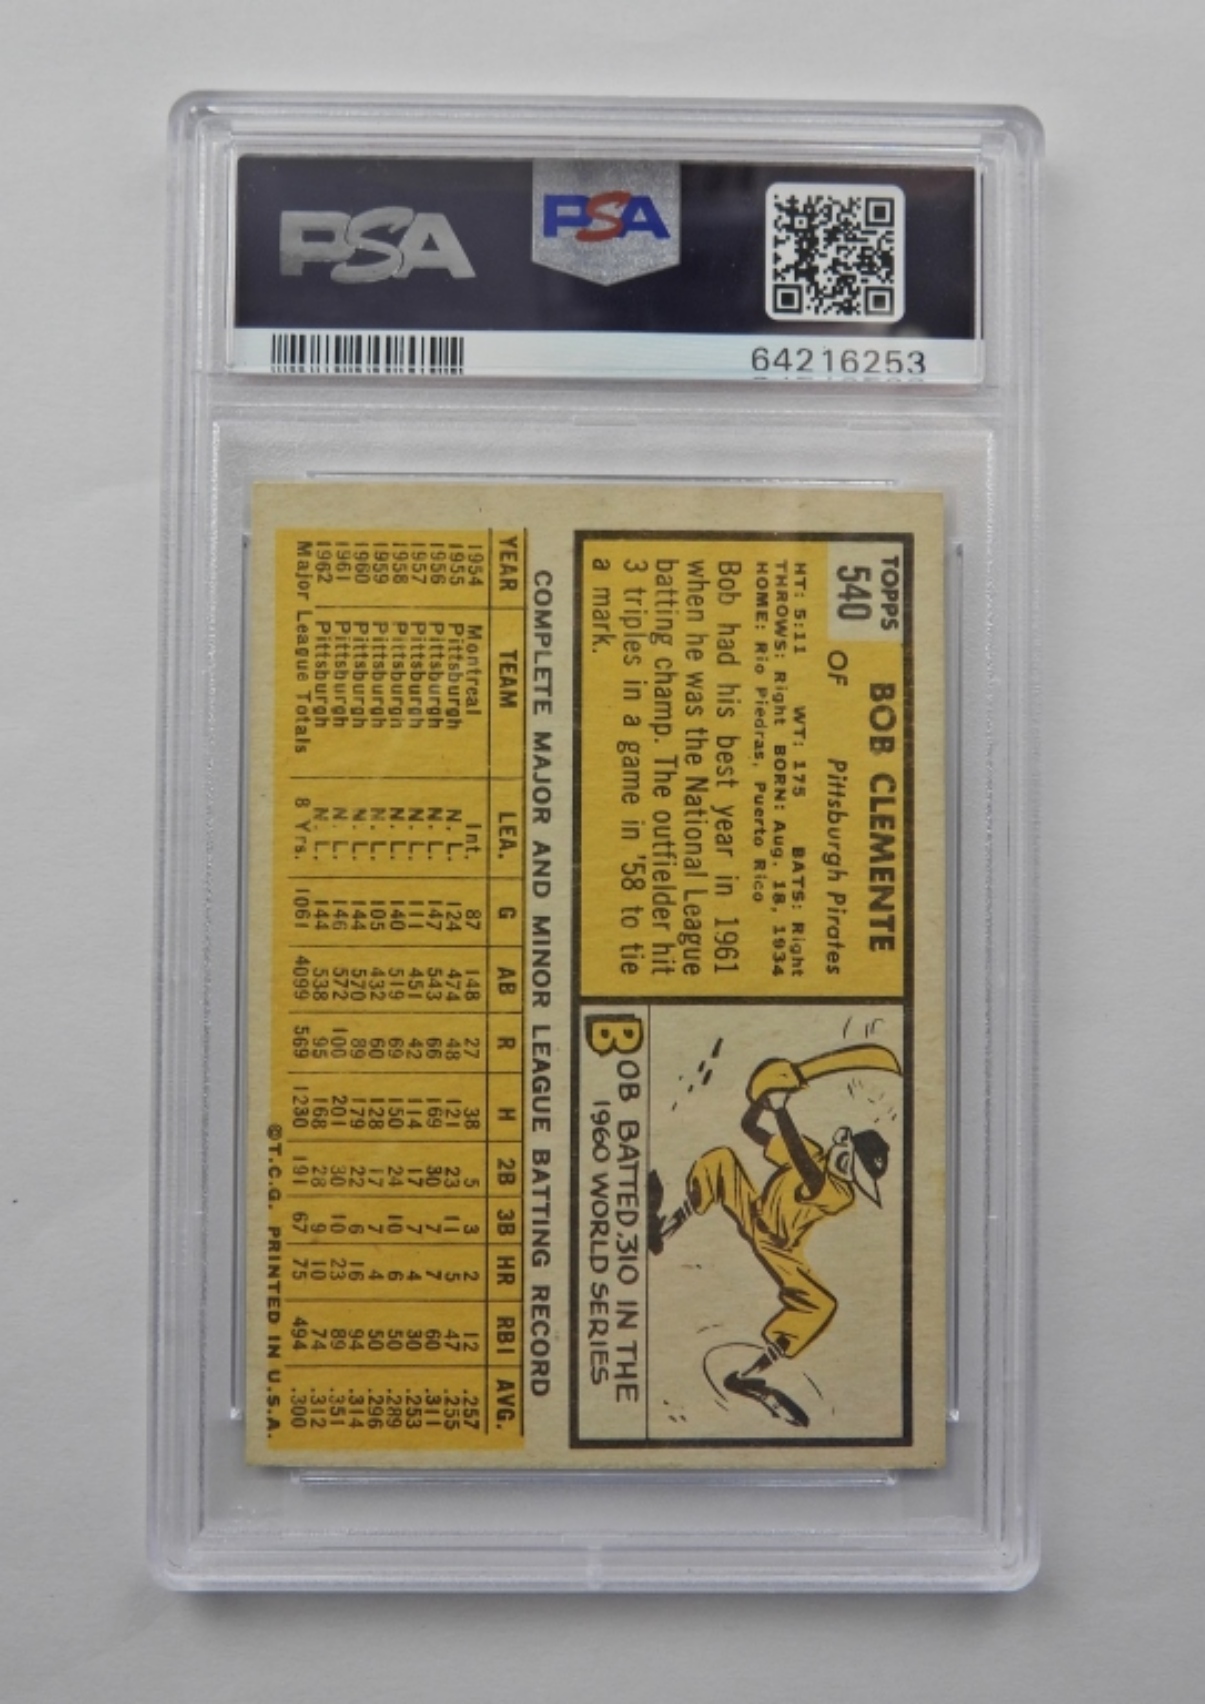 PSA
PSA
64216253
TOPPS
540
BOB CLEMENTE
OF Pittsburgh Pirates
HT: 5:11 WT: 175 BATS: Right
THROWS: Right BORN: Aug. 18, 1934
HOME: Rio Piedras, Puerto Rico
Bob had his best year in 1961
when he was the National League
batting champ. The outfielder hit
3 triples in a game in '58 to tie
a mark.
BOB BATTED .310 IN THE
1960 WORLD SERIES
COMPLETE MAJOR AND MINOR LEAGUE BATTING RECORD
YEAR TEAM LEA. G AB R H 2B 3B HR RBI AVG.
1954 Montreal Int. 87 148 27 38 5 3 2 12 .257
1955 Pittsburgh N. L. 124 474 48 121 23 11 5 47 .255
1956 Pittsburgh N. L. 147 543 66 169 30 7 7 60 .311
1957 Pittsburgh N. L. 111 451 42 114 17 7 4 30 .253
1958 Pittsburgh N. L. 140 519 69 150 24 10 6 50 .289
1959 Pittsburgh N. L. 105 432 60 128 17 7 4 50 .296
1960 Pittsburgh N. L. 144 570 89 179 22 6 16 94 .314
1961 Pittsburgh N. L. 146 572 100 201 30 10 23 89 .351
1962 Pittsburgh N. L. 144 538 95 168 28 9 10 74 .312
Major League Totals 8 Yrs. 1061 4099 569 1230 191 67 75 494 .300
©T.C.G. PRINTED IN U.S.A.